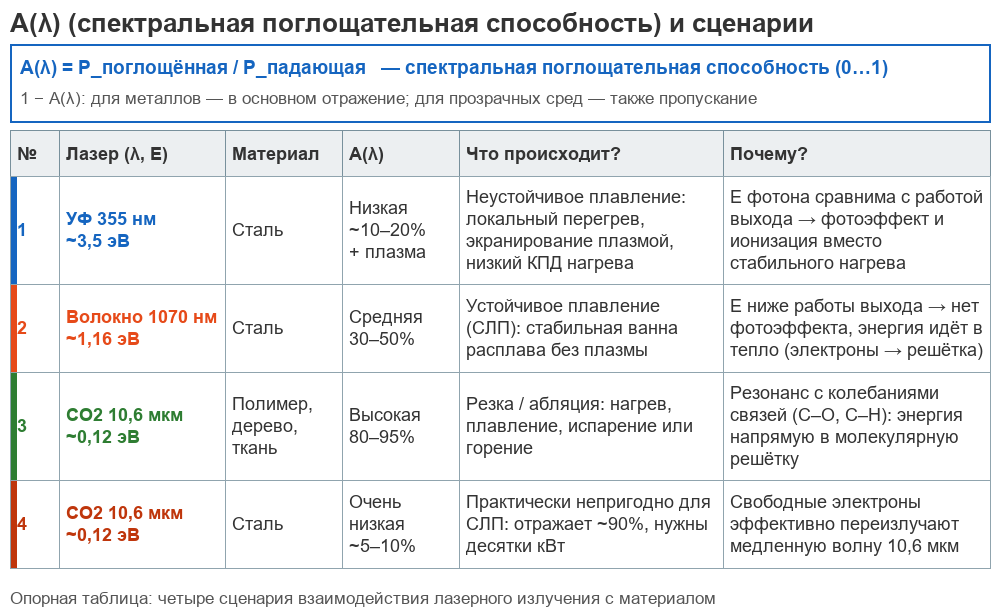 A(λ) (спектральная поглощательная способность) и сценарии
A(λ) = P_поглощённая / P_падающая — спектральная поглощательная способность (0…1)
1 − A(λ): для металлов — в основном отражение; для прозрачных сред — также пропускание
№ Лазер (λ, E) Материал A(λ) Что происходит? Почему?
1
УФ 355 нм
~3,5 эВ
Сталь
Низкая
~10–20%
+ плазма
Неустойчивое плавление:
локальный перегрев,
экранирование плазмой,
низкий КПД нагрева
E фотона сравнима с работой
выхода → фотоэффект и
ионизация вместо
стабильного нагрева
2
Волокно 1070 нм
~1,16 эВ
Сталь
Средняя
30–50%
Устойчивое плавление
(СЛП): стабильная ванна
расплава без плазмы
E ниже работы выхода → нет
фотоэффекта, энергия идёт в
тепло (электроны → решётка)
3
CO2 10,6 мкм
~0,12 эВ
Полимер,
дерево,
ткань
Высокая
80–95%
Резка / абляция: нагрев,
плавление, испарение или
горение
Резонанс с колебаниями
связей (C–O, C–H): энергия
напрямую в молекулярную
решётку
4
CO2 10,6 мкм
~0,12 эВ
Сталь
Очень
низкая
~5–10%
Практически непригодно для
СЛП: отражает ~90%, нужны
десятки кВт
Свободные электроны
эффективно переизлучают
медленную волну 10,6 мкм
Опорная таблица: четыре сценария взаимодействия лазерного излучения с материалом